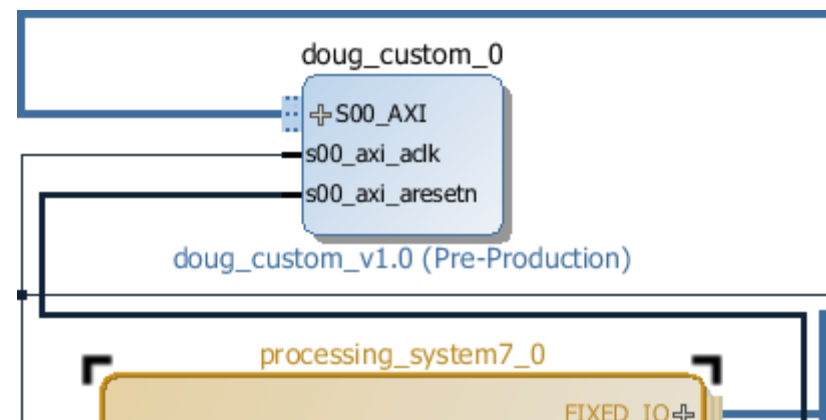 doug_custom_0
S00_AXI
s00_axi_aclk
s00_axi_aresetn
doug_custom_v1.0 (Pre-Production)
processing_system7_0
FIXED_IO